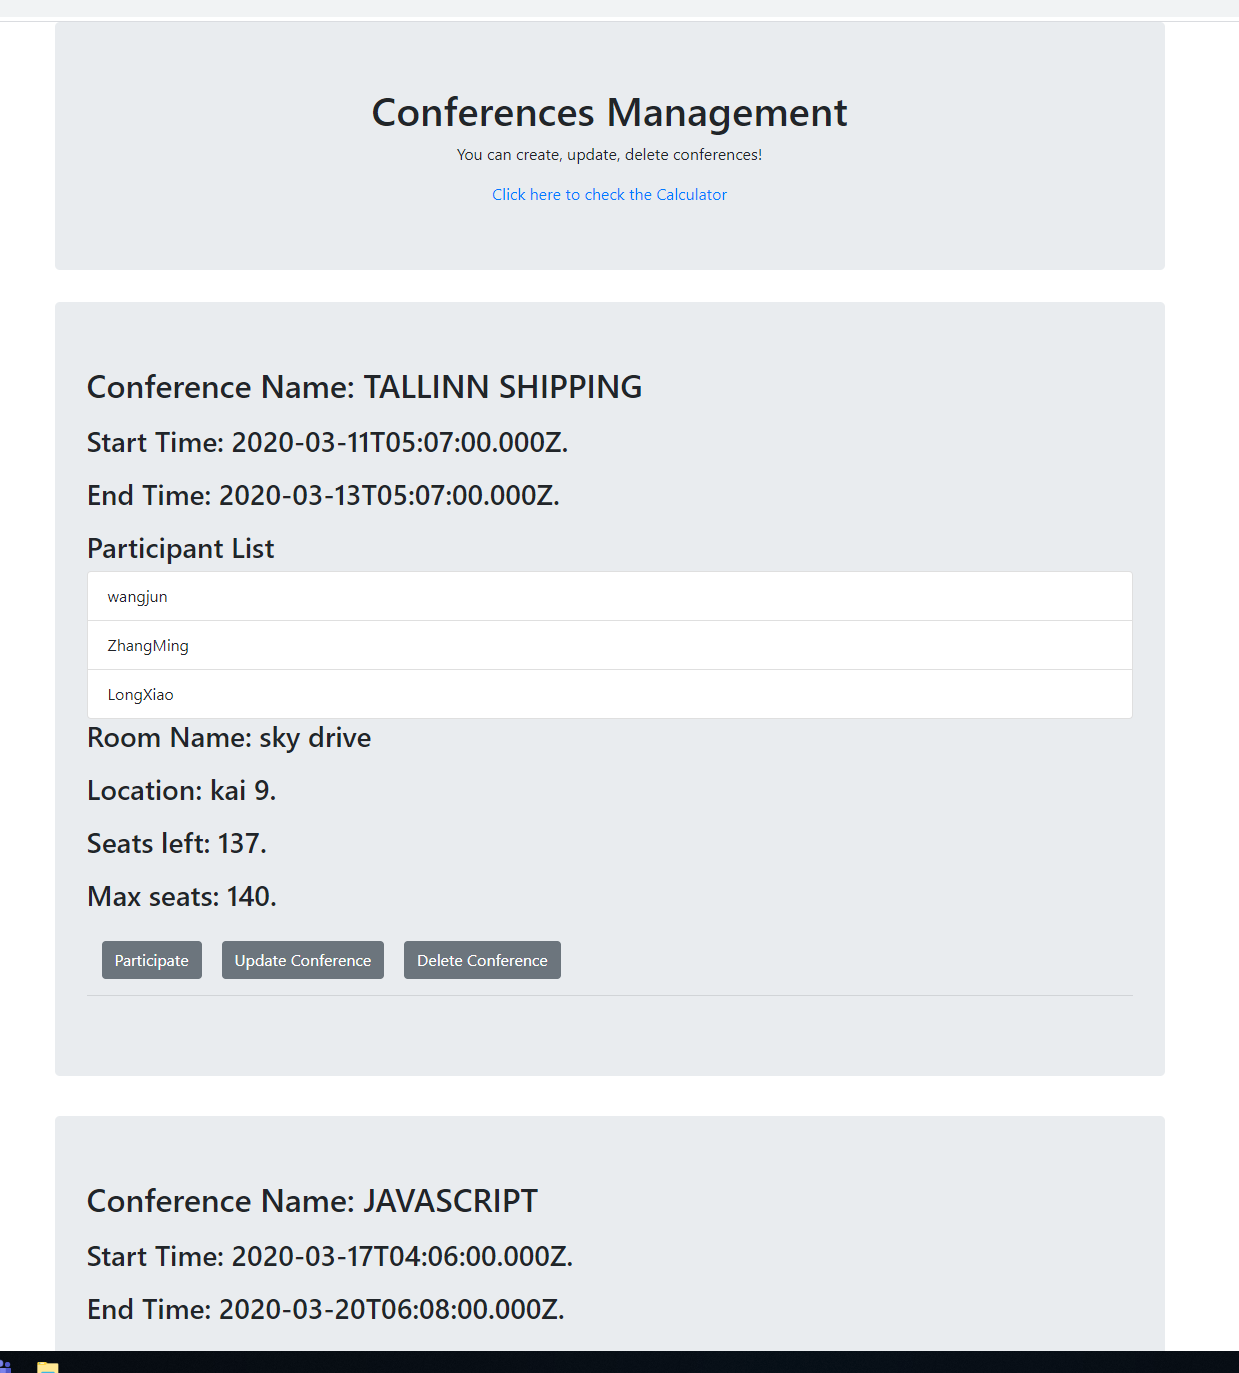 Conferences Management
You can create, update, delete conferences!
Click here to check the Calculator
Conference Name: TALLINN SHIPPING
Start Time: 2020-03-11T05:07:00.000Z.
End Time: 2020-03-13T05:07:00.000Z.
Participant List
wangjun
ZhangMing
LongXiao
Room Name: sky drive
Location: kai 9.
Seats left: 137.
Max seats: 140.
Participate Update Conference Delete Conference
Conference Name: JAVASCRIPT
Start Time: 2020-03-17T04:06:00.000Z.
End Time: 2020-03-20T06:08:00.000Z.